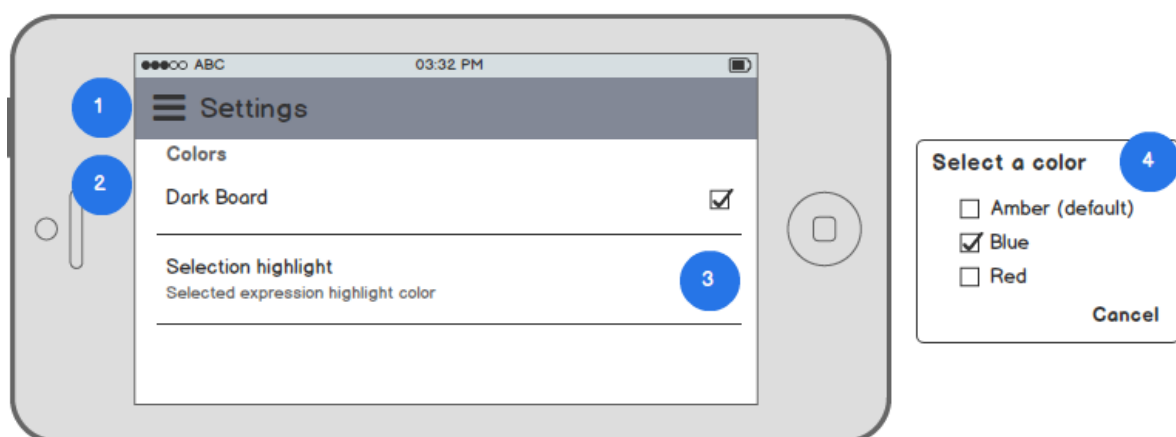 ABC 03:32 PM
1 Settings
Colors
2
Dark Board
Selection highlight
Selected expression highlight color
3
Select a color 4
Amber (default)
Blue
Red
Cancel